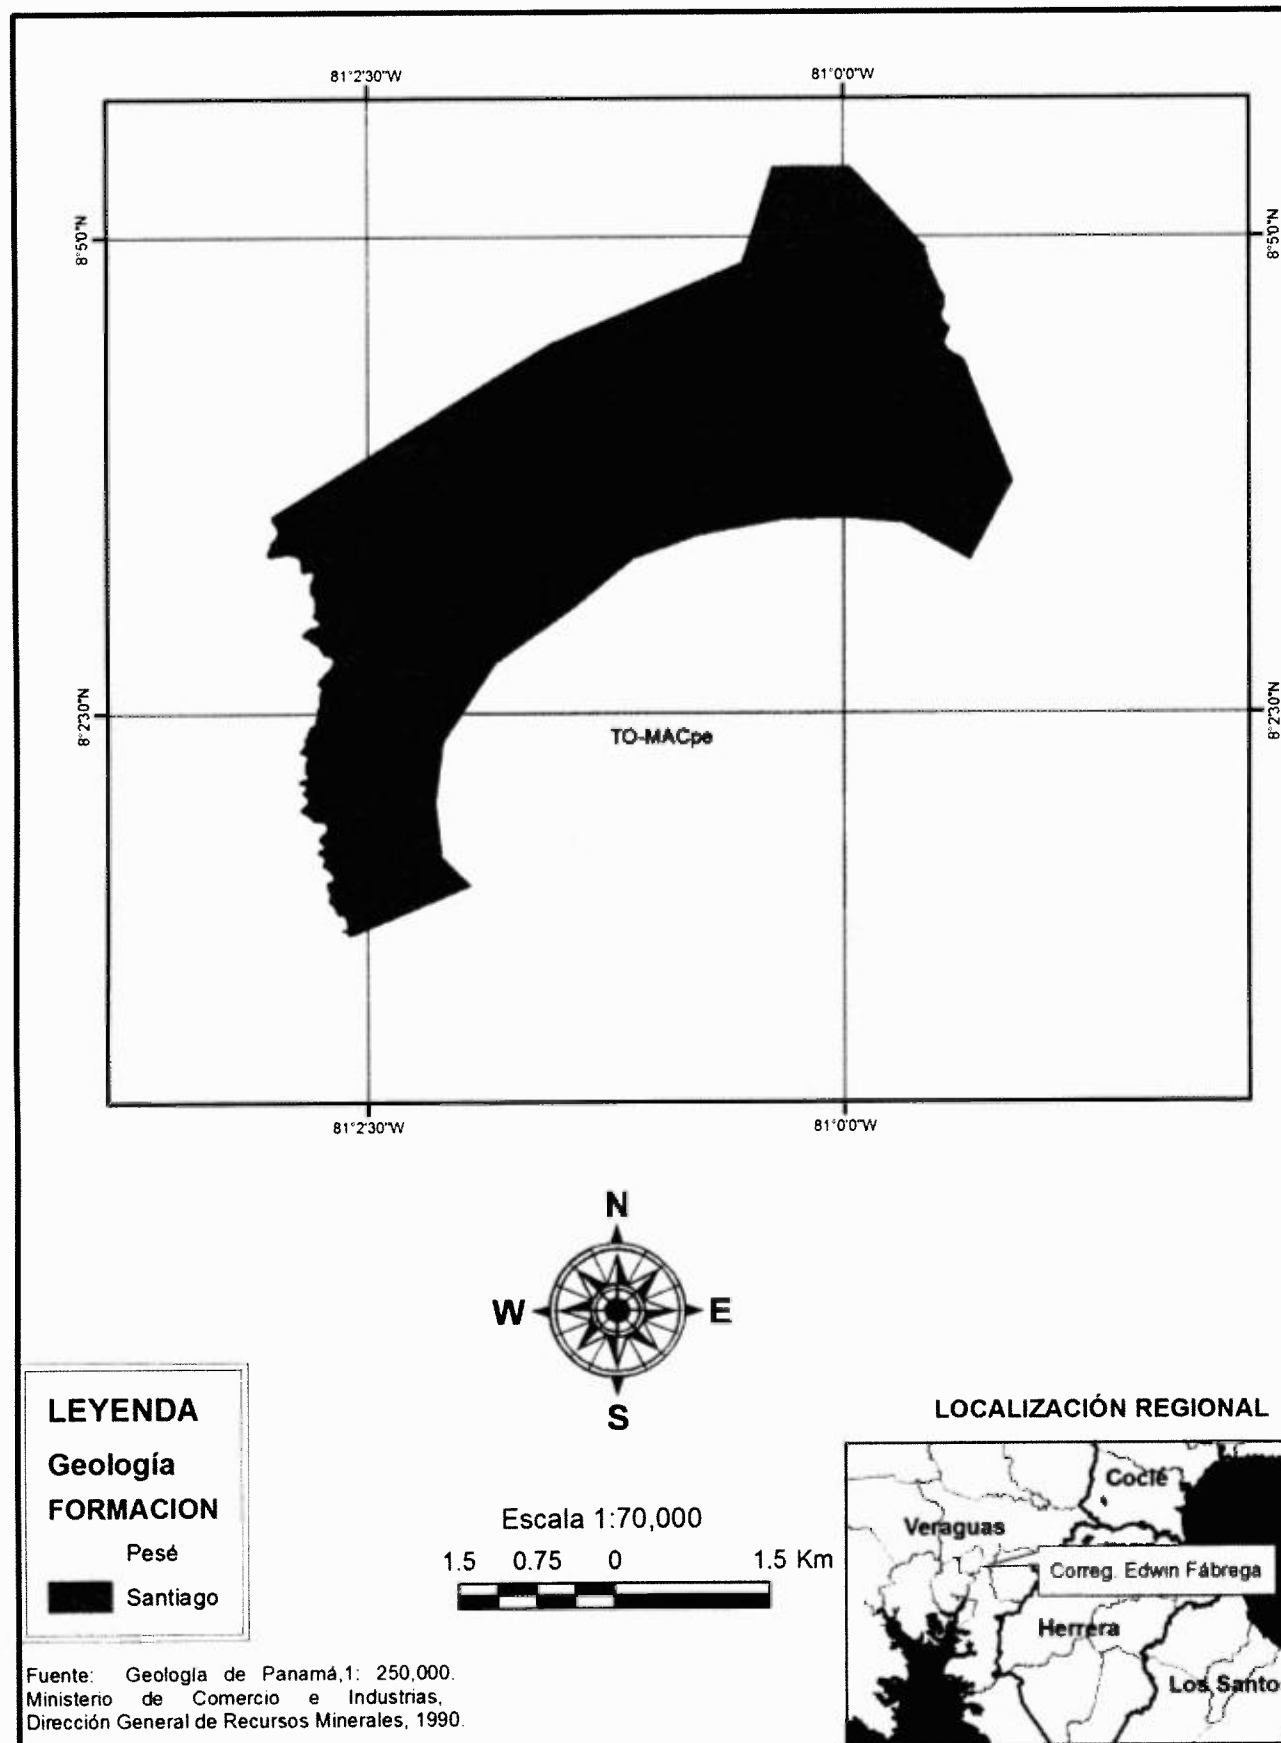 81°2'30"W
81°0'0"W
8°5'0"N
8°5'0"N
8°2'30"N
8°2'30"N
TO-MACpe
81°2'30"W
81°0'0"W
N
W
E
S
LEYENDA
Geología
FORMACION
Pesé
Santiago
Escala 1:70,000
1.5 0.75 0 1.5 Km
LOCALIZACIÓN REGIONAL
Coclé
Veraguas
Correg. Edwin Fábrega
Herrera
Los Santo
Fuente: Geología de Panamá,1: 250,000.
Ministerio de Comercio e Industrias,
Dirección General de Recursos Minerales, 1990.